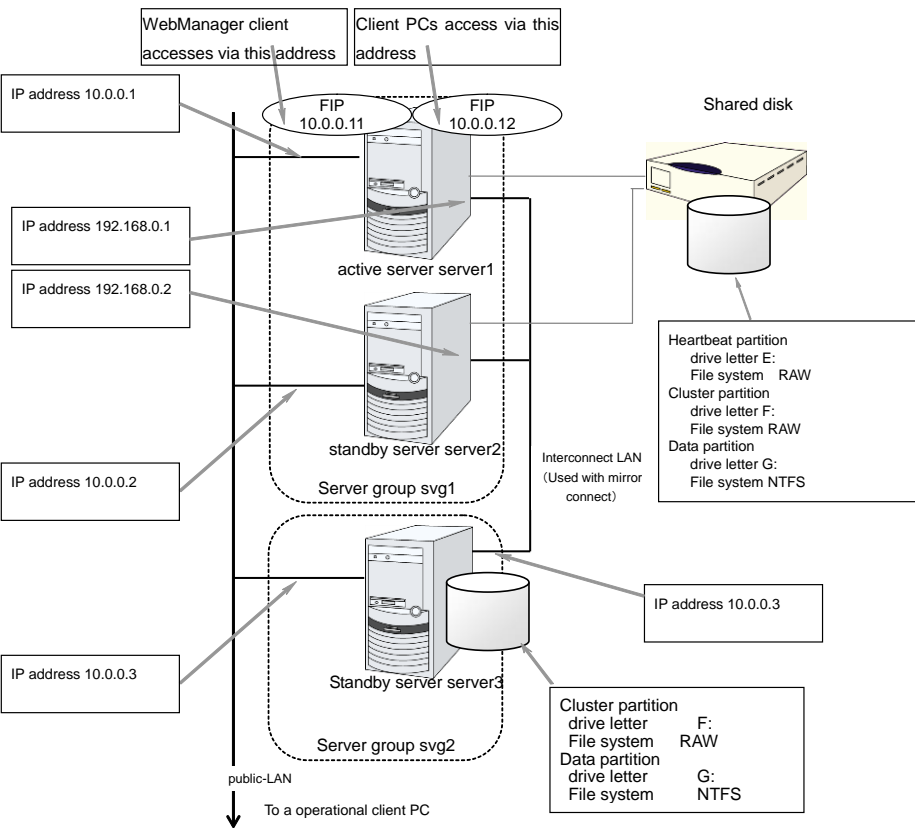 WebManager client
accesses via this address
Client PCs access via this
address
IP address 10.0.0.1
FIP
10.0.0.11
FIP
10.0.0.12
Shared disk
IP address 192.168.0.1
active server server1
IP address 192.168.0.2
Heartbeat partition
drive letter E:
File system RAW
Cluster partition
drive letter F:
File system RAW
Data partition
drive letter G:
File system NTFS
standby server server2
Interconnect LAN
（Used with mirror
connect）
IP address 10.0.0.2
Server group svg1
IP address 10.0.0.3
IP address 10.0.0.3
Standby server server3
Cluster partition
drive letter F:
File system RAW
Data partition
drive letter G:
File system NTFS
Server group svg2
public-LAN
To a operational client PC